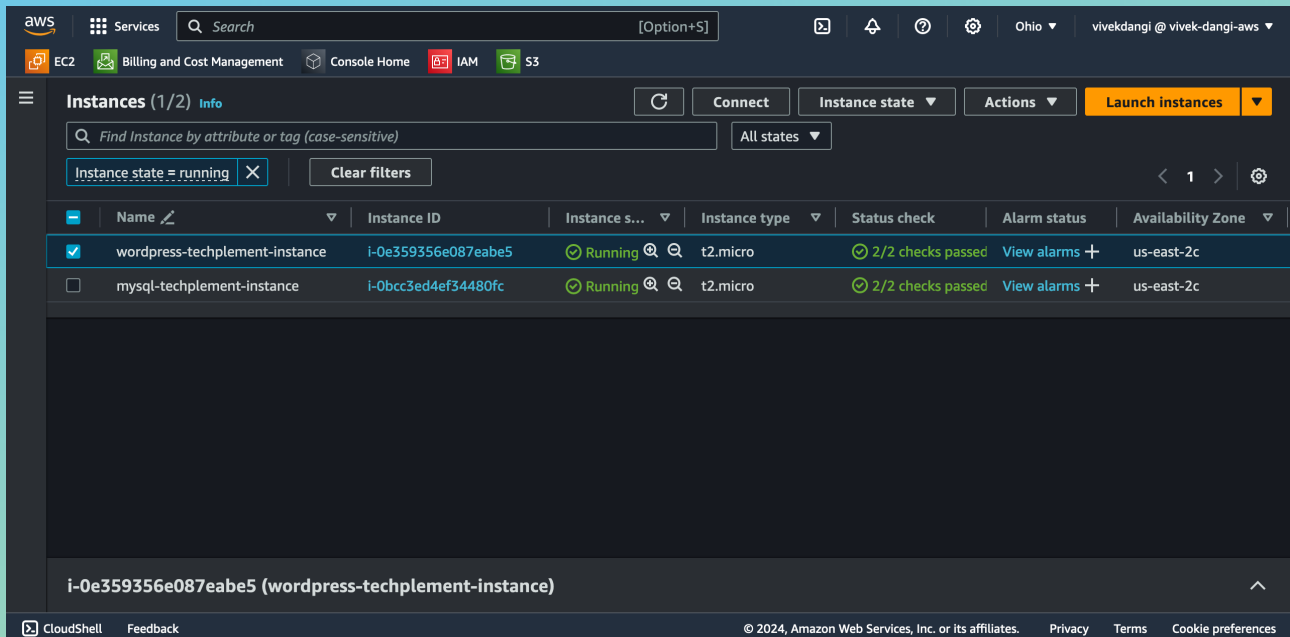 aws Services Search [Option+S] Ohio vivekdangi @ vivek-dangi-aws
EC2 Billing and Cost Management Console Home IAM S3
Instances (1/2) Info Connect Instance state Actions Launch instances
Find Instance by attribute or tag (case-sensitive) All states
Instance state = running Clear filters 1
Name Instance ID Instance s... Instance type Status check Alarm status Availability Zone
wordpress-techplement-instance i-0e359356e087eabe5 Running t2.micro 2/2 checks passed View alarms us-east-2c
mysql-techplement-instance i-0bcc3ed4ef34480fc Running t2.micro 2/2 checks passed View alarms us-east-2c
i-0e359356e087eabe5 (wordpress-techplement-instance)
CloudShell Feedback © 2024, Amazon Web Services, Inc. or its affiliates. Privacy Terms Cookie preferences